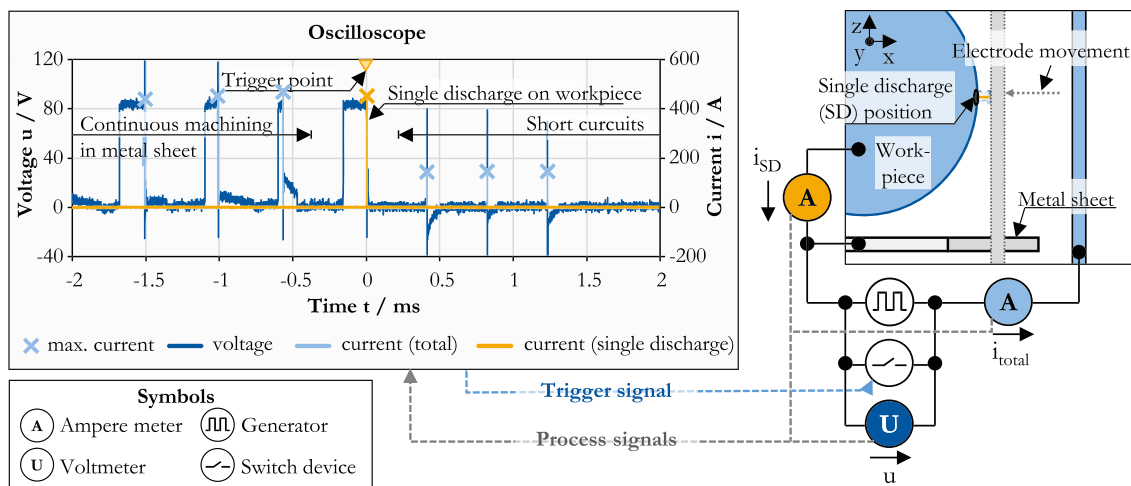 Oscilloscope
Voltage u / V
120
80
40
0
-40
Trigger point
Single discharge on workpiece
Continuous machining
in metal sheet
Short curcuits
600
400
200
0
-200
Current i / A
-2
-1.5
-1
-0.5
0
0.5
1
1.5
2
Time t / ms
max. current
voltage
current (total)
current (single discharge)
Symbols
A Ampere meter
Generator
U Voltmeter
Switch device
Trigger signal
Process signals
z
y
x
Electrode movement
Single discharge
(SD) position
Work-
piece
Metal sheet
iSD
A
A
itotal
U
u